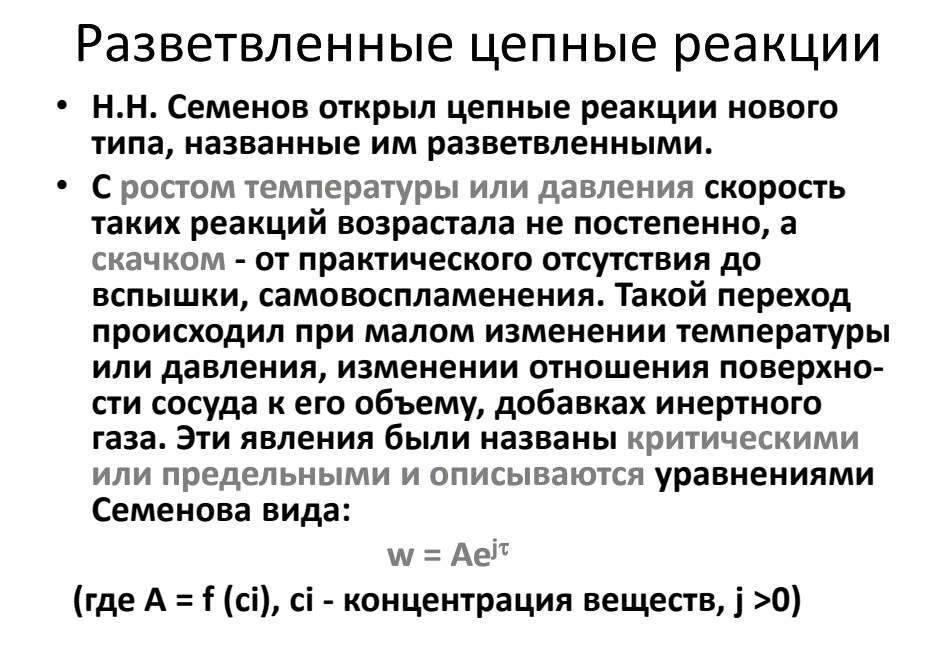 Разветвленные цепные реакции
• Н.Н. Семенов открыл цепные реакции нового
типа, названные им разветвленными.
• С ростом температуры или давления скорость
таких реакций возрастала не постепенно, а
скачком - от практического отсутствия до
вспышки, самовоспламенения. Такой переход
происходил при малом изменении температуры
или давления, изменении отношения поверхно-
сти сосуда к его объему, добавках инертного
газа. Эти явления были названы критическими
или предельными и описываются уравнениями
Семенова вида:
w = Ae^jτ
(где А = f (ci), ci - концентрация веществ, j >0)